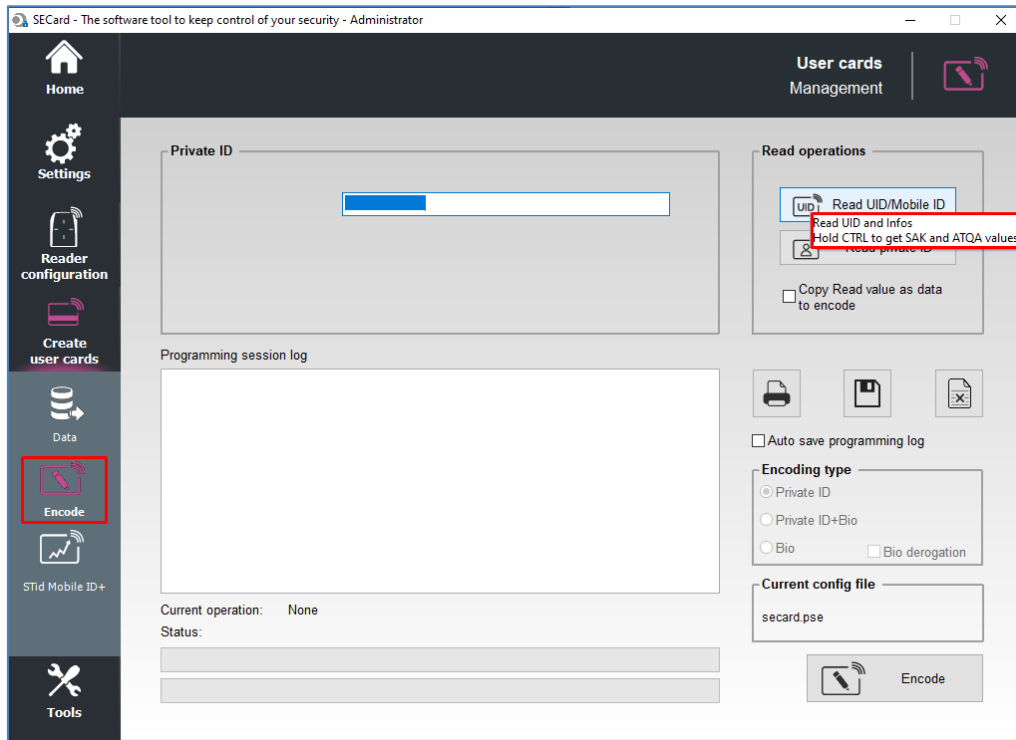 SECard - The software tool to keep control of your security - Administrator
Home
User cards
Management
Settings
Reader
configuration
Create
user cards
Data
Encode
STid Mobile ID+
Tools
Private ID
Programming session log
Current operation: None
Status:
Read operations
UID Read UID/Mobile ID
Read UID and Infos
Hold CTRL to get SAK and ATQA values
Read private ID
Copy Read value as data
to encode
Auto save programming log
Encoding type
Private ID
Private ID+Bio
Bio
Bio derogation
Current config file
secard.pse
Encode